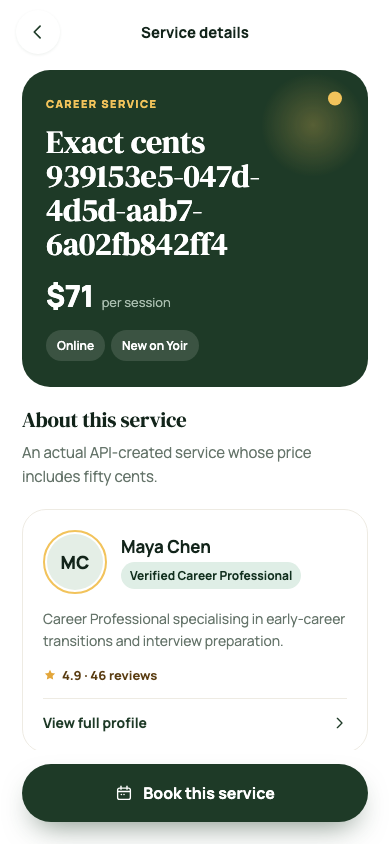 Service details
CAREER SERVICE
Exact cents
939153e5-047d-
4d5d-aab7-
6a02fb842ff4
$71 per session
Online New on Yoir
About this service
An actual API-created service whose price
includes fifty cents.
MC
Maya Chen
Verified Career Professional
Career Professional specialising in early-career
transitions and interview preparation.
4.9 · 46 reviews
View full profile
Book this service